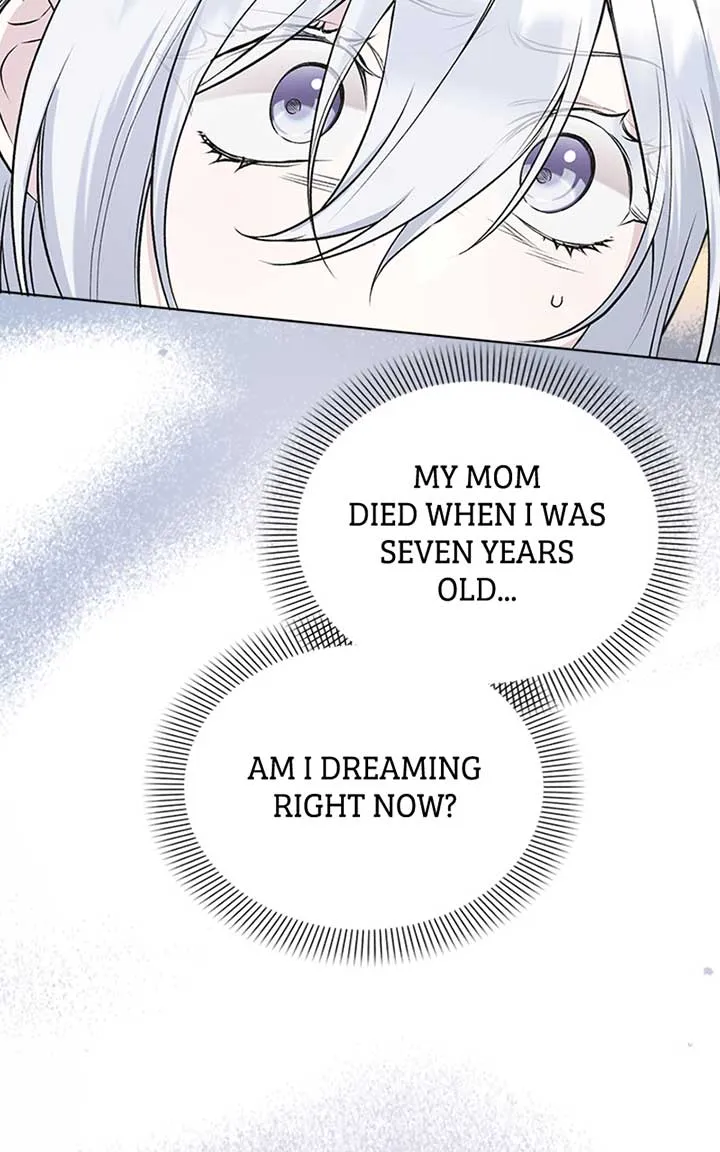 MY MOM
DIED WHEN I WAS
SEVEN YEARS
OLD...
AM I DREAMING
RIGHT NOW?